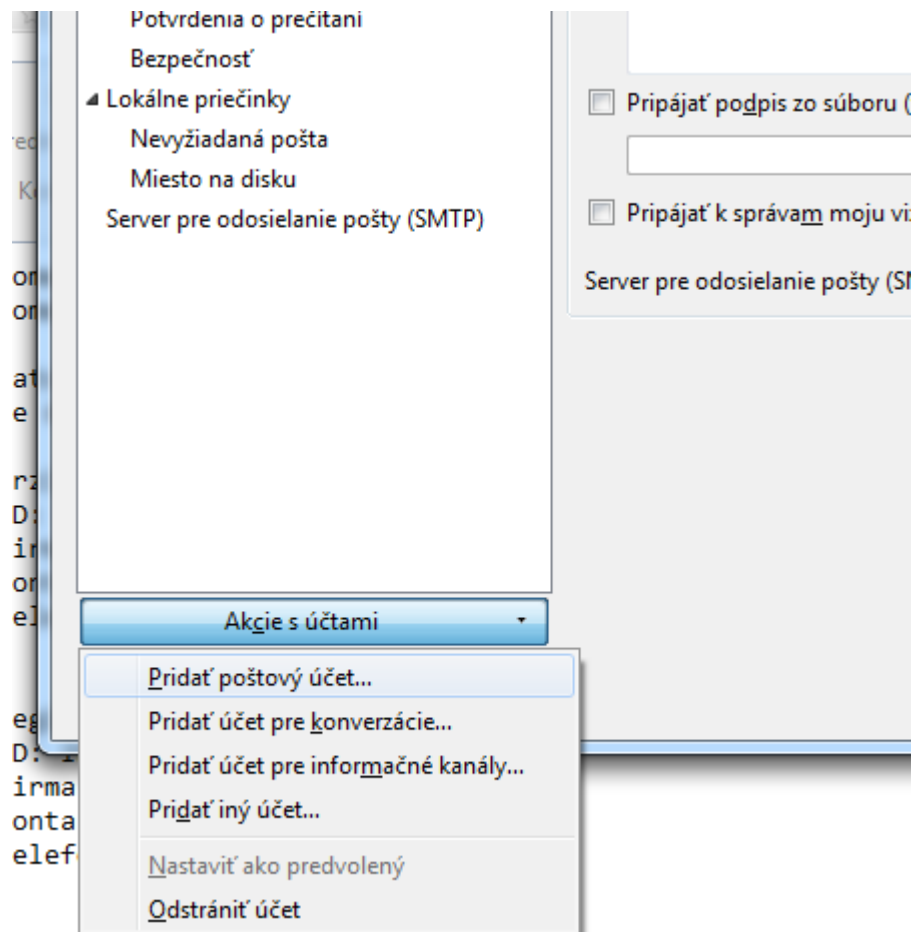 Potvrdenia o prečítaní
Bezpečnosť
Lokálne priečinky
Nevyžiadaná pošta
Miesto na disku
Server pre odosielanie pošty (SMTP)
Pripájať podpis zo súboru (
Pripájať k správam moju
Server pre odosielanie pošty
Akcie s účtami
Pridať poštový účet...
Pridať účet pre konverzácie...
Pridať účet pre informačné kanály...
Pridať iný účet...
Nastaviť ako predvolený
Odstrániť účet